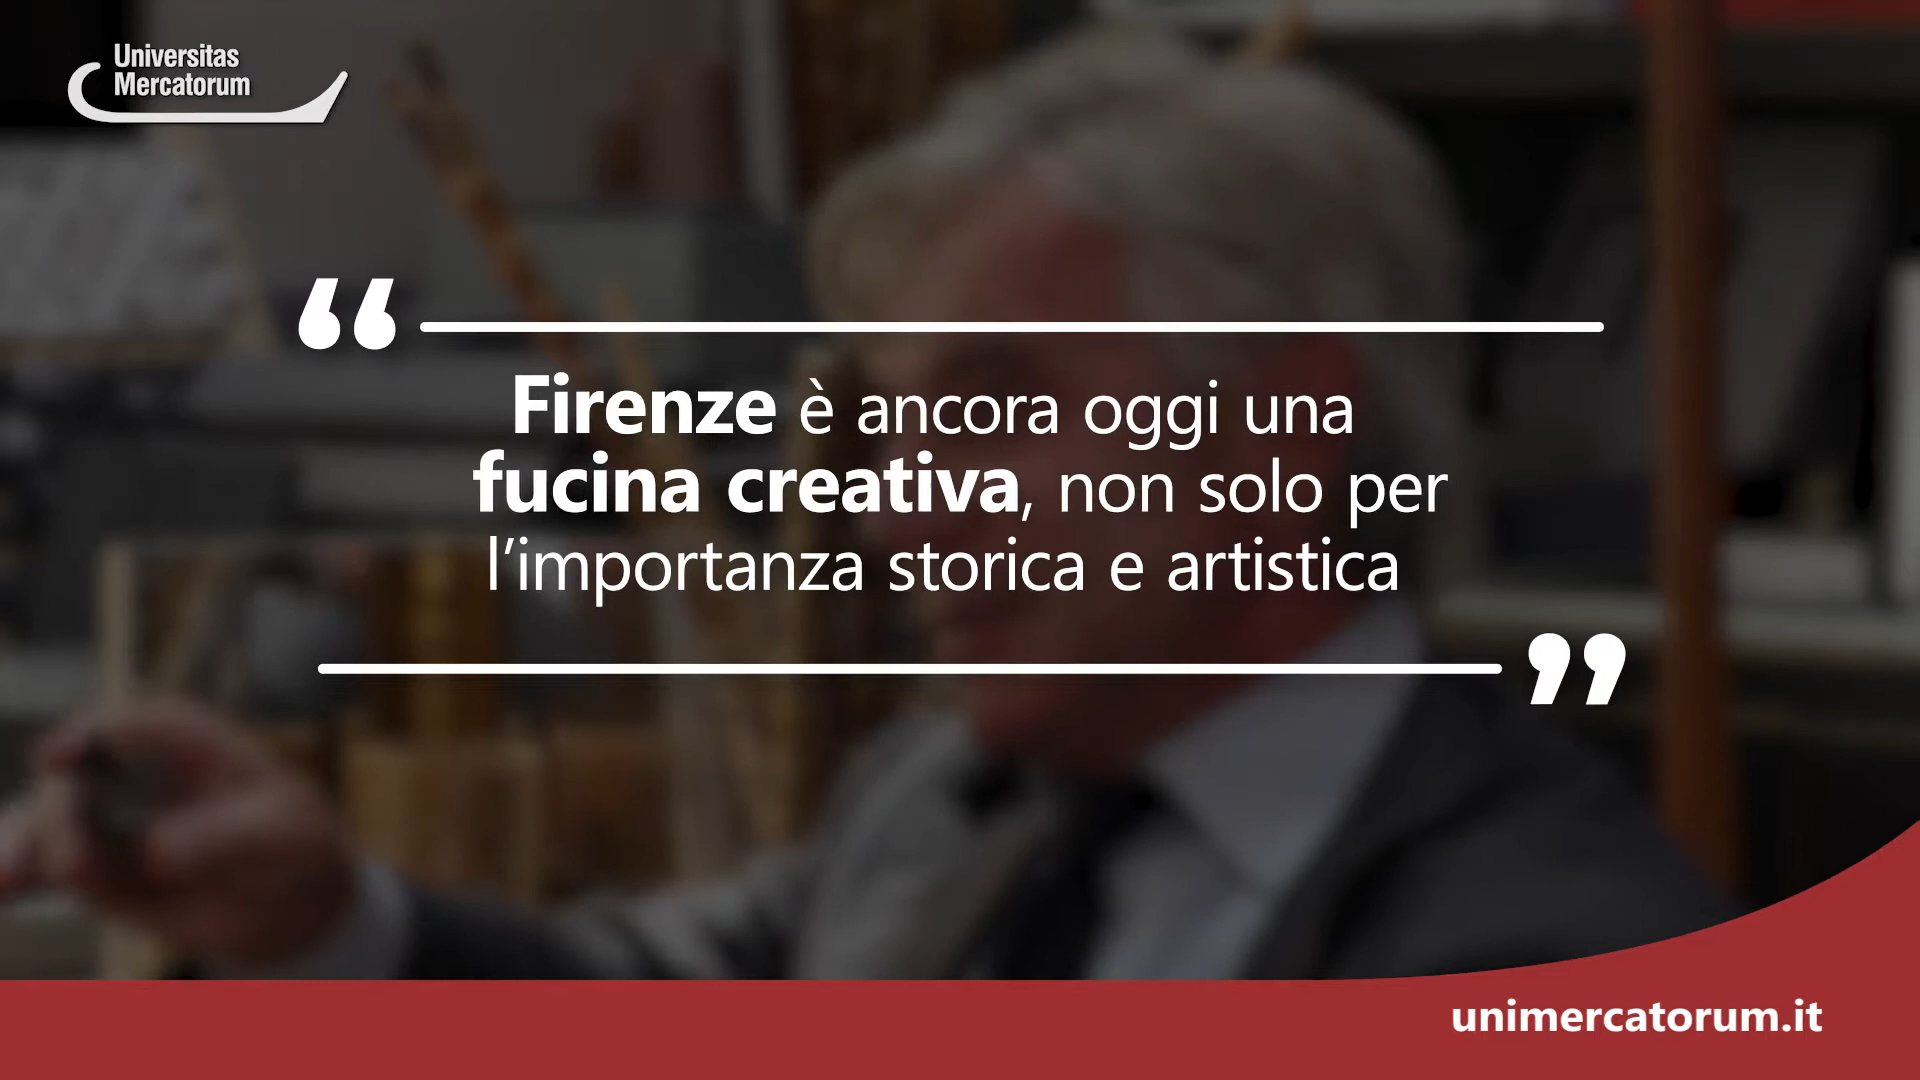 Universitas
Mercatorum
“
Firenze è ancora oggi una
fucina creativa, non solo per
l’importanza storica e artistica
”
unimercatorum.it